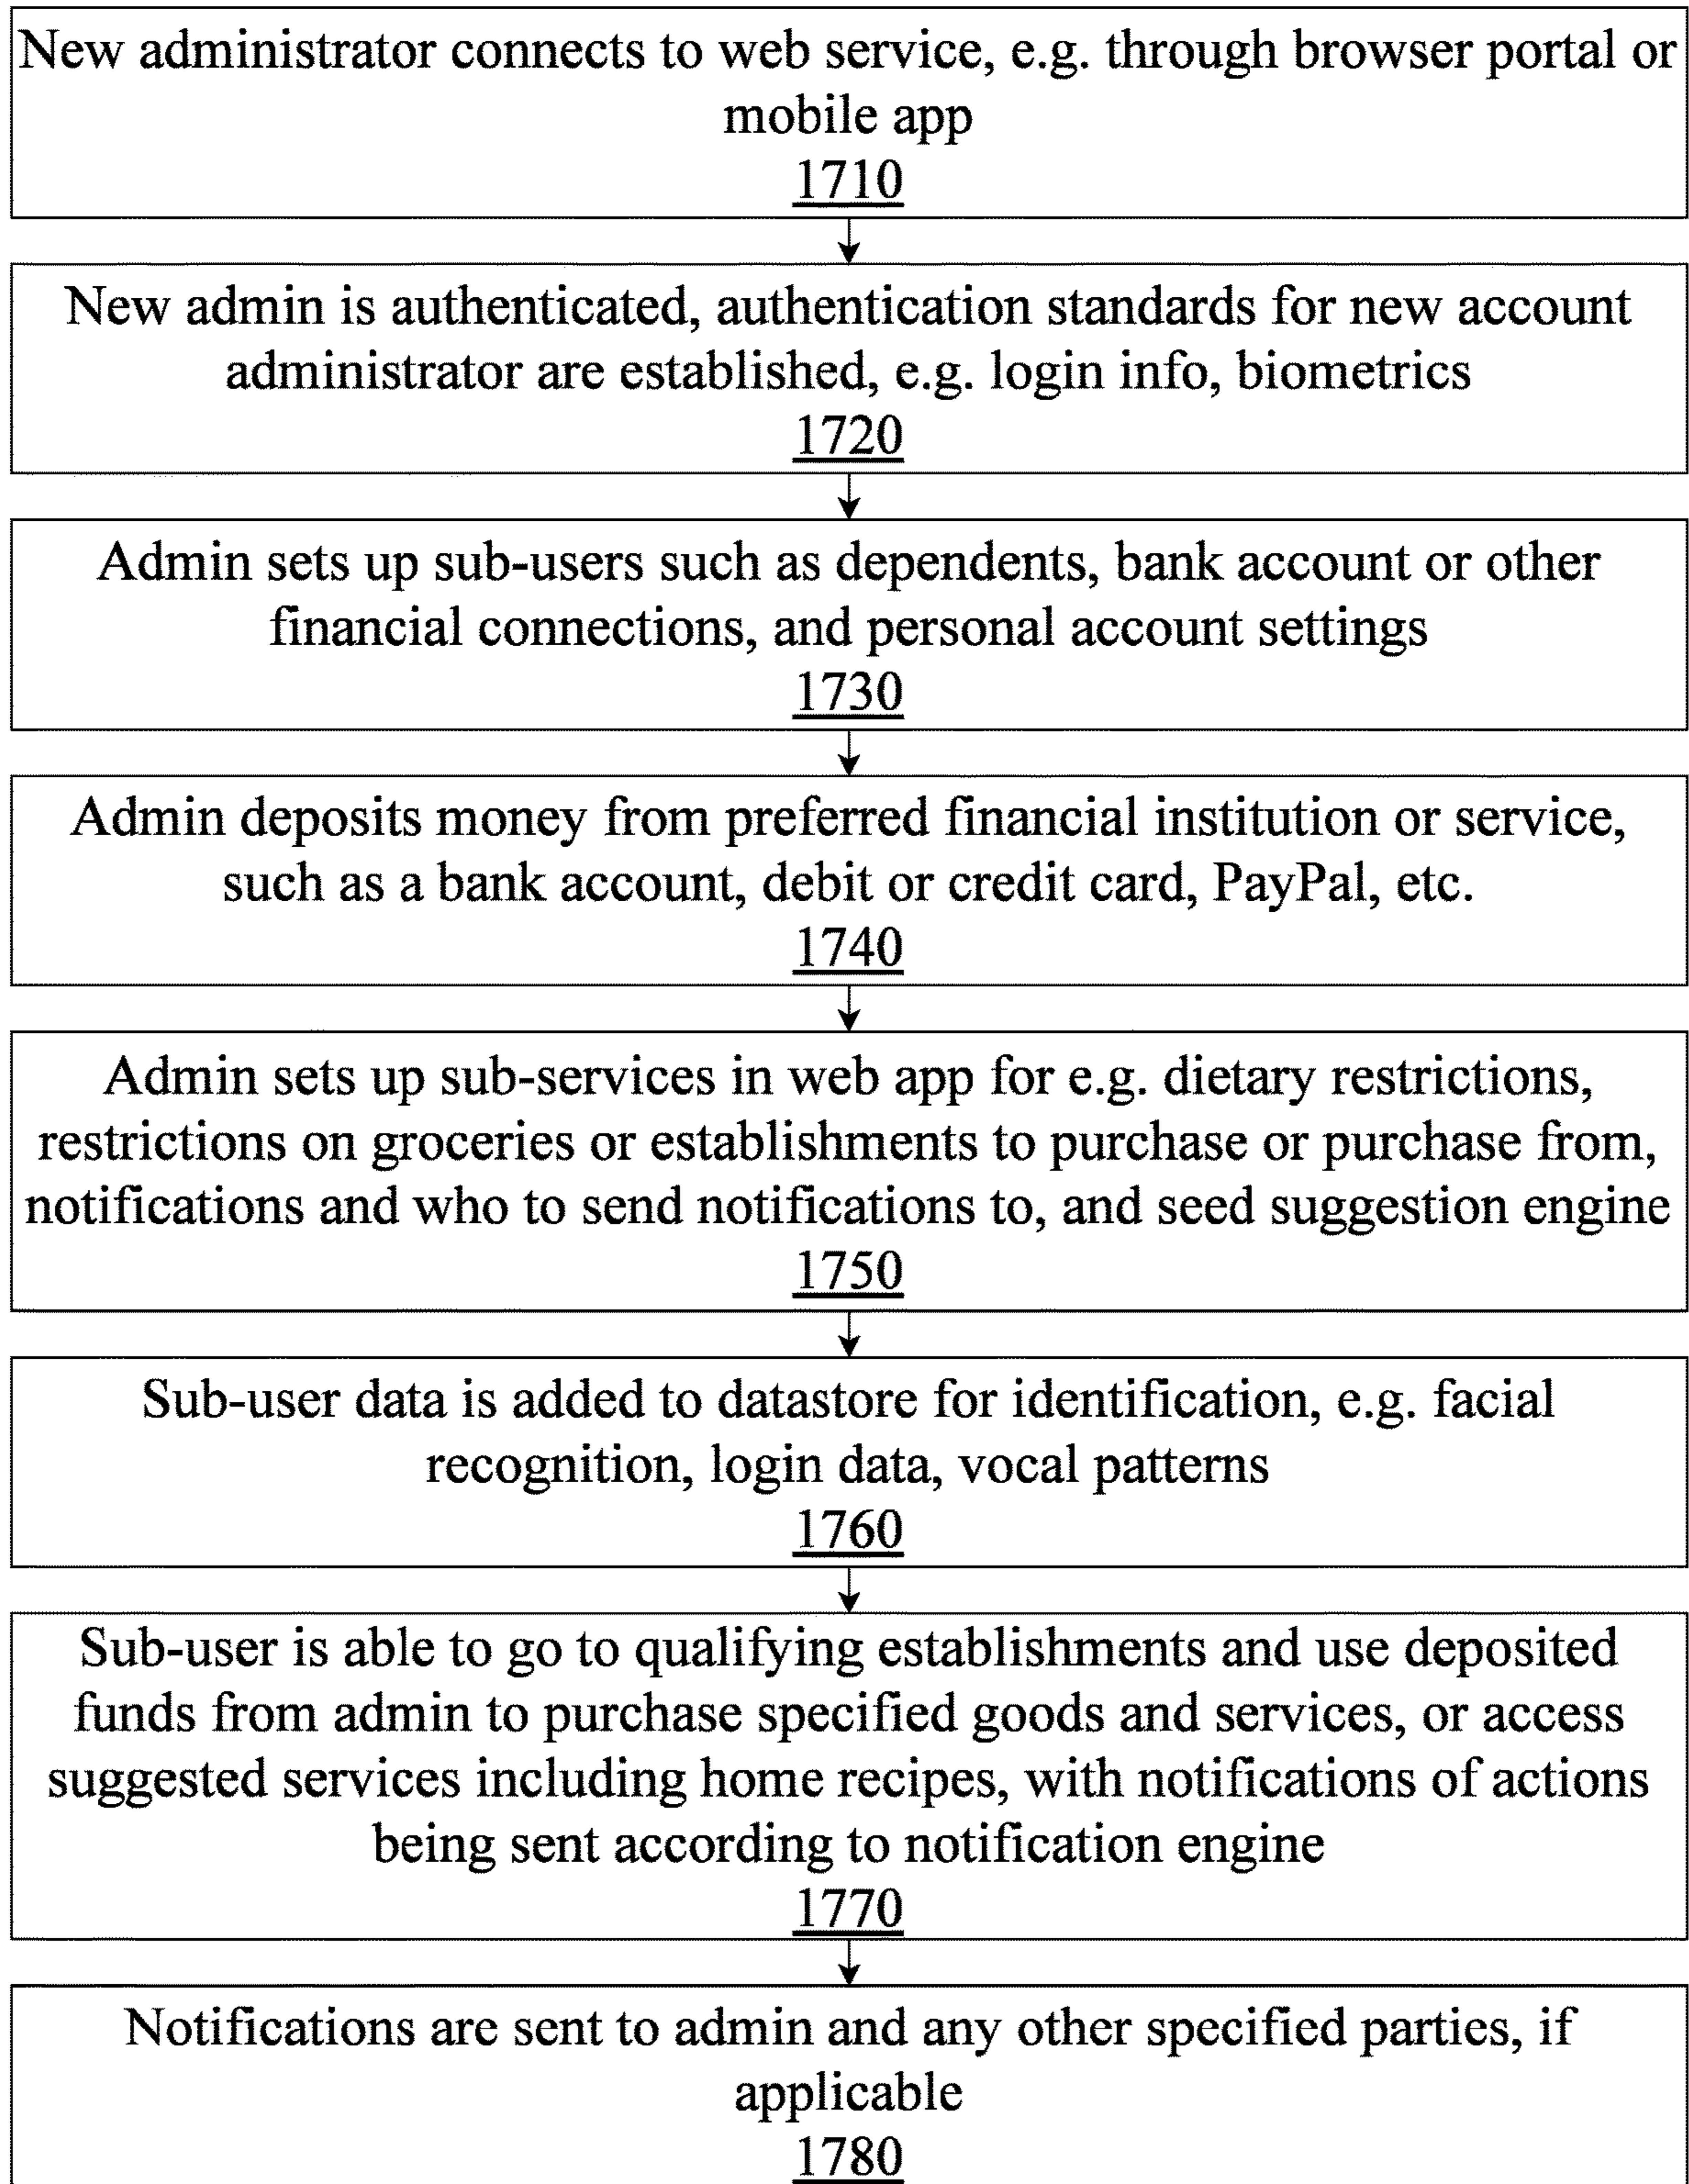 New administrator connects to web service, e.g. through browser portal or
mobile app
1710
New admin is authenticated, authentication standards for new account
administrator are established, e.g. login info, biometrics
1720
Admin sets up sub-users such as dependents, bank account or other
financial connections, and personal account settings
1730
Admin deposits money from preferred financial institution or service,
such as a bank account, debit or credit card, PayPal, etc.
1740
Admin sets up sub-services in web app for e.g. dietary restrictions,
restrictions on groceries or establishments to purchase or purchase from,
notifications and who to send notifications to, and seed suggestion engine
1750
Sub-user data is added to datastore for identification, e.g. facial
recognition, login data, vocal patterns
1760
Sub-user is able to go to qualifying establishments and use deposited
funds from admin to purchase specified goods and services, or access
suggested services including home recipes, with notifications of actions
being sent according to notification engine
1770
Notifications are sent to admin and any other specified parties, if
applicable
1780